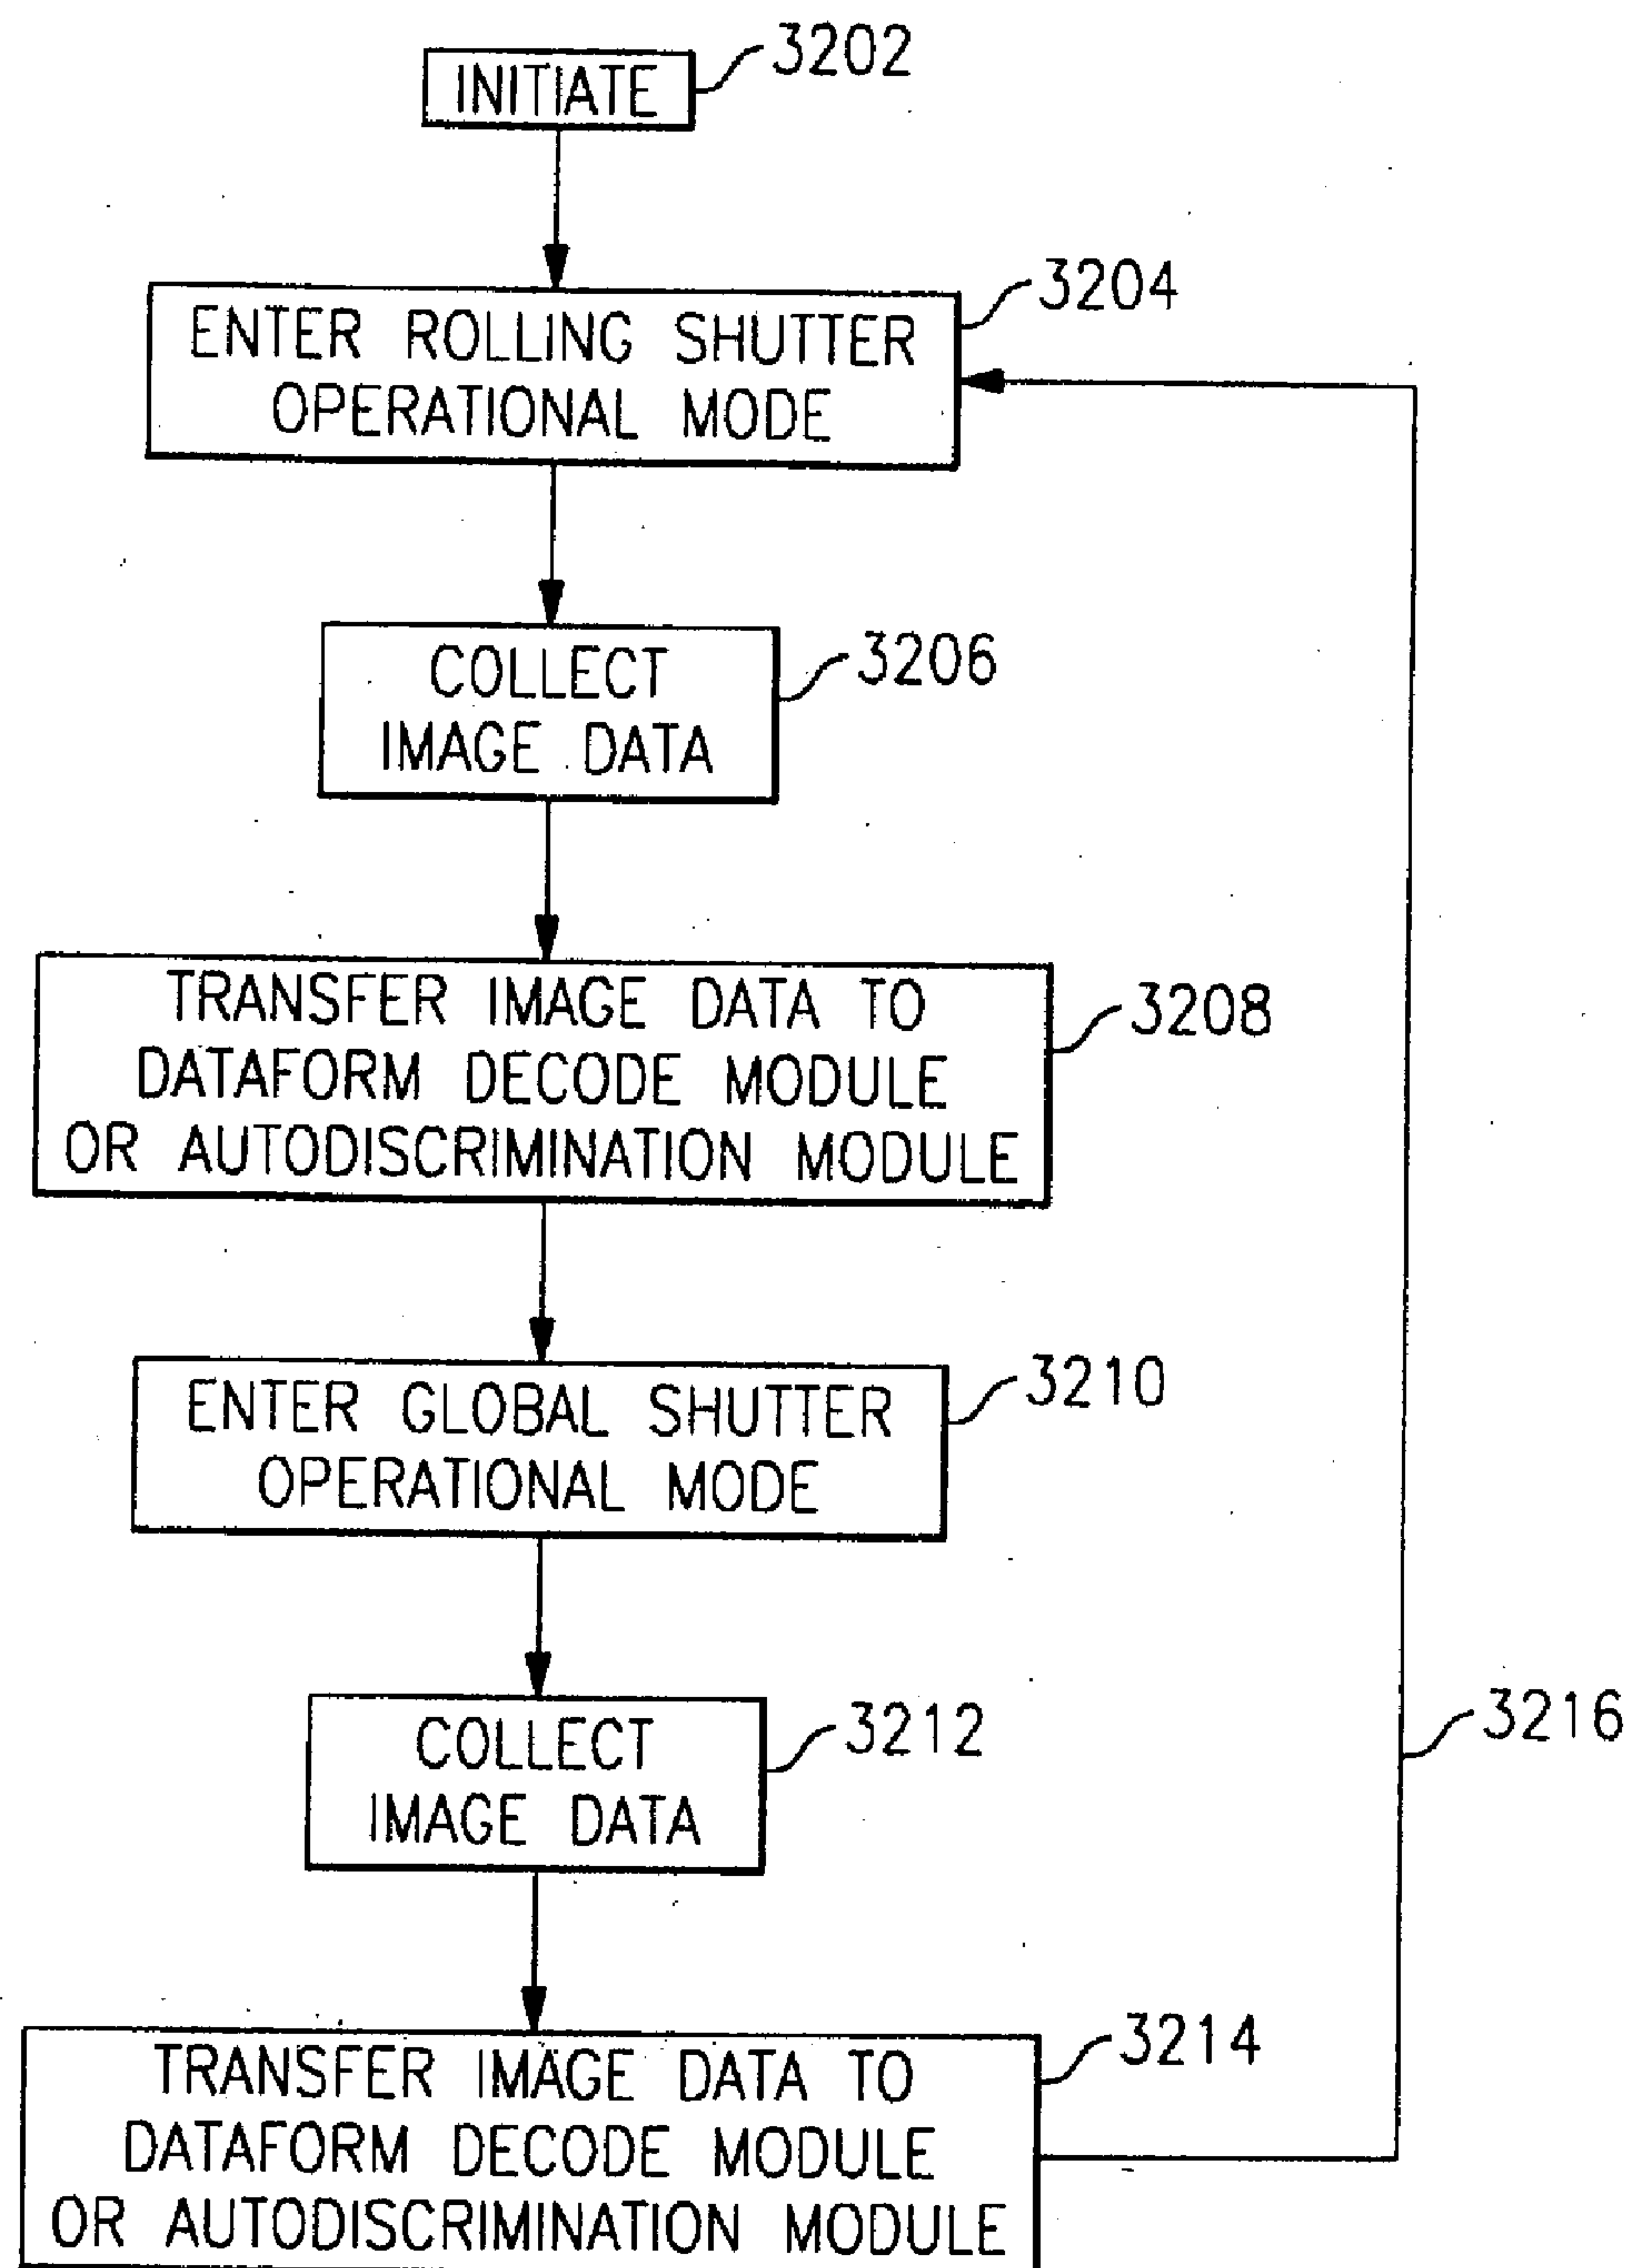 INITIATE
3202
ENTER ROLLING SHUTTER
OPERATIONAL MODE
3204
COLLECT
IMAGE DATA
3206
TRANSFER IMAGE DATA TO
DATAFORM DECODE MODULE
OR AUTODISCRIMINATION MODULE
3208
ENTER GLOBAL SHUTTER
OPERATIONAL MODE
3210
COLLECT
IMAGE DATA
3212
3216
TRANSFER IMAGE DATA TO
DATAFORM DECODE MODULE
OR AUTODISCRIMINATION MODULE
3214